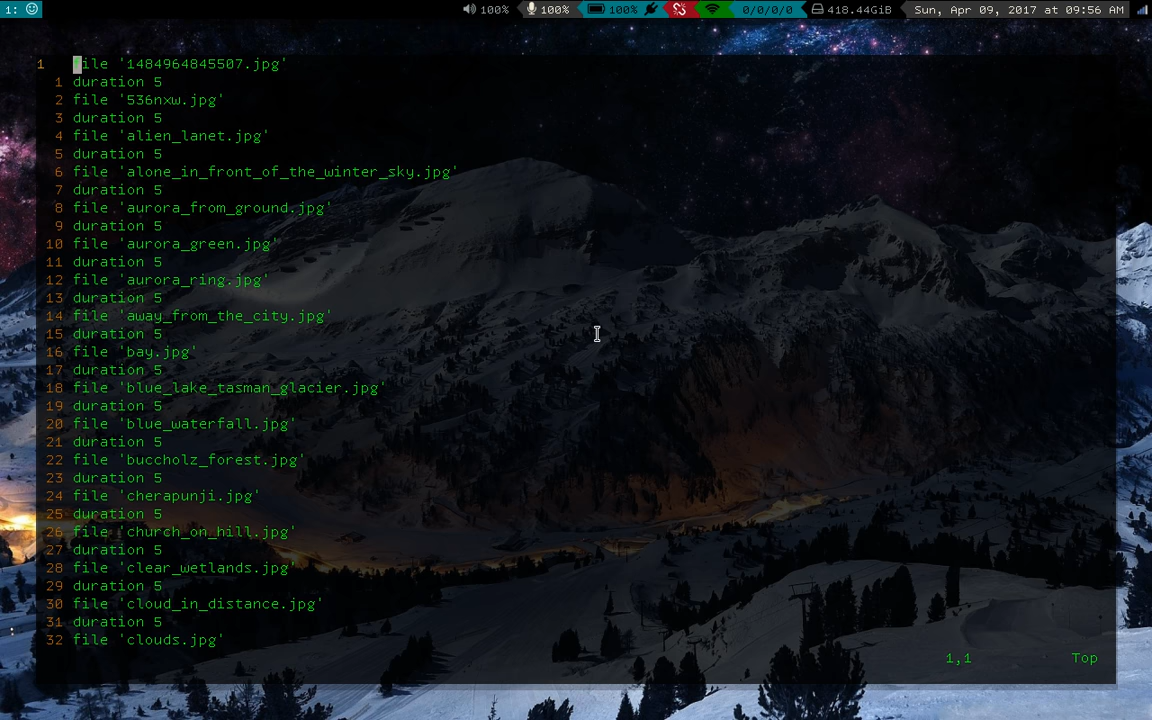 1: 100% 100% 100% 0/0/0/0 418.44GiB Sun, Apr 09, 2017 at 09:56 AM
1 file '1484964845507.jpg'
1 duration 5
2 file '536nxw.jpg'
3 duration 5
4 file 'alien_lanet.jpg'
5 duration 5
6 file 'alone_in_front_of_the_winter_sky.jpg'
7 duration 5
8 file 'aurora_from_ground.jpg'
9 duration 5
10 file 'aurora_green.jpg'
11 duration 5
12 file 'aurora_ring.jpg'
13 duration 5
14 file 'away_from_the_city.jpg'
15 duration 5
16 file 'bay.jpg'
17 duration 5
18 file 'blue_lake_tasman_glacier.jpg'
19 duration 5
20 file 'blue_waterfall.jpg'
21 duration 5
22 file 'buccholz_forest.jpg'
23 duration 5
24 file 'cherapunji.jpg'
25 duration 5
26 file 'church_on_hill.jpg'
27 duration 5
28 file 'clear_wetlands.jpg'
29 duration 5
30 file 'cloud_in_distance.jpg'
31 duration 5
32 file 'clouds.jpg'
1,1 Top